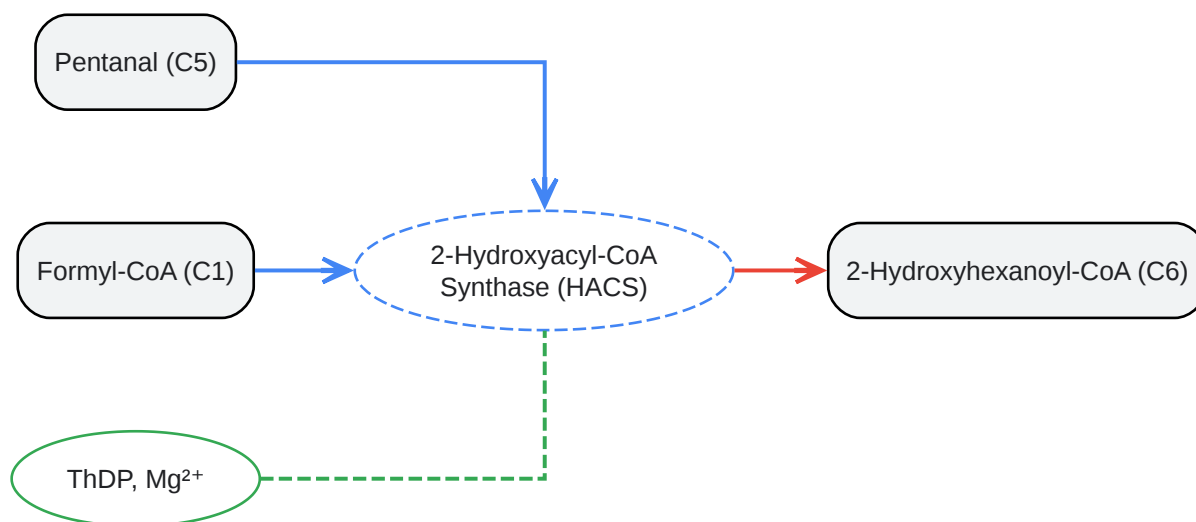 Pentanal (C5)
Formyl-CoA (C1)
2-Hydroxyacyl-CoA
Synthase (HACS)
2-Hydroxyhexanoyl-CoA (C6)
ThDP, Mg²⁺